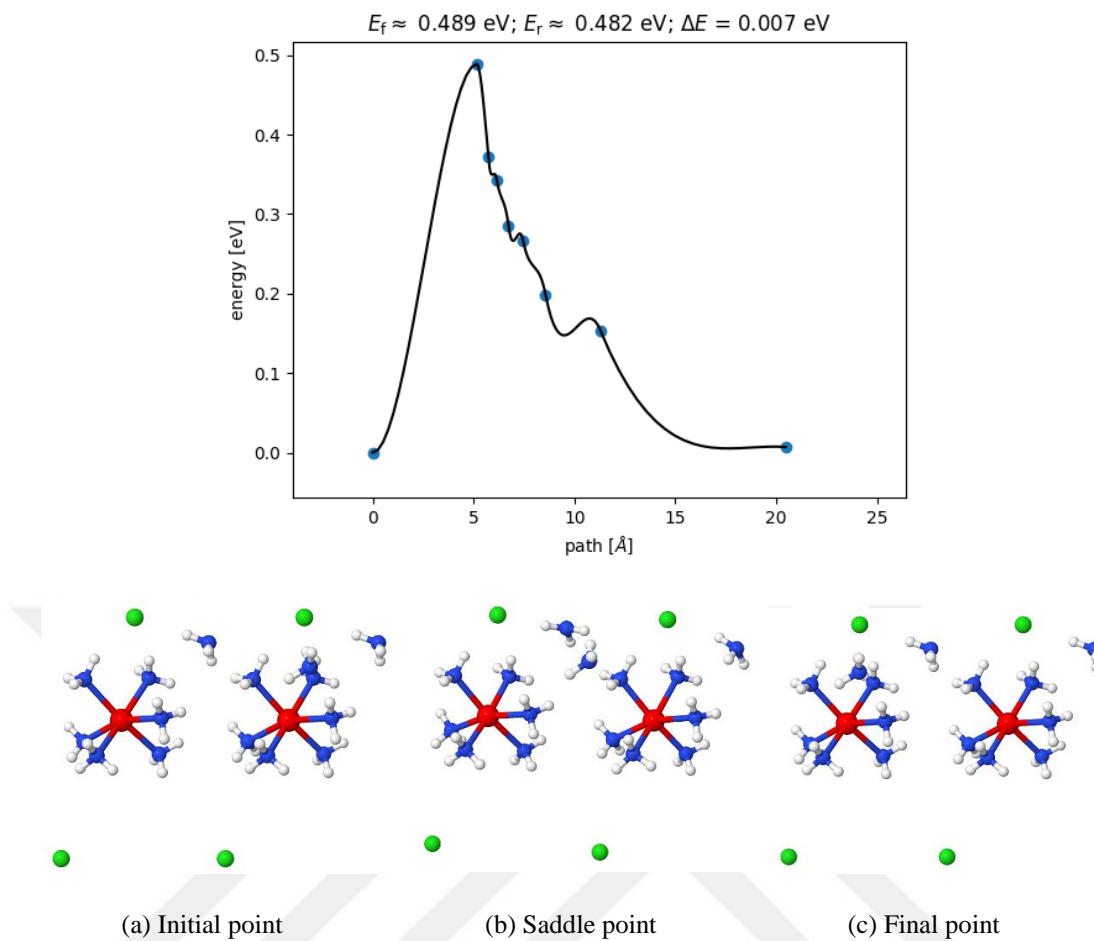 E_f ≈ 0.489 eV; E_r ≈ 0.482 eV; ΔE = 0.007 eV
0.5
0.4
0.3
0.2
0.1
0.0
energy [eV]
0 5 10 15 20 25
path [Å]
(a) Initial point (b) Saddle point (c) Final point